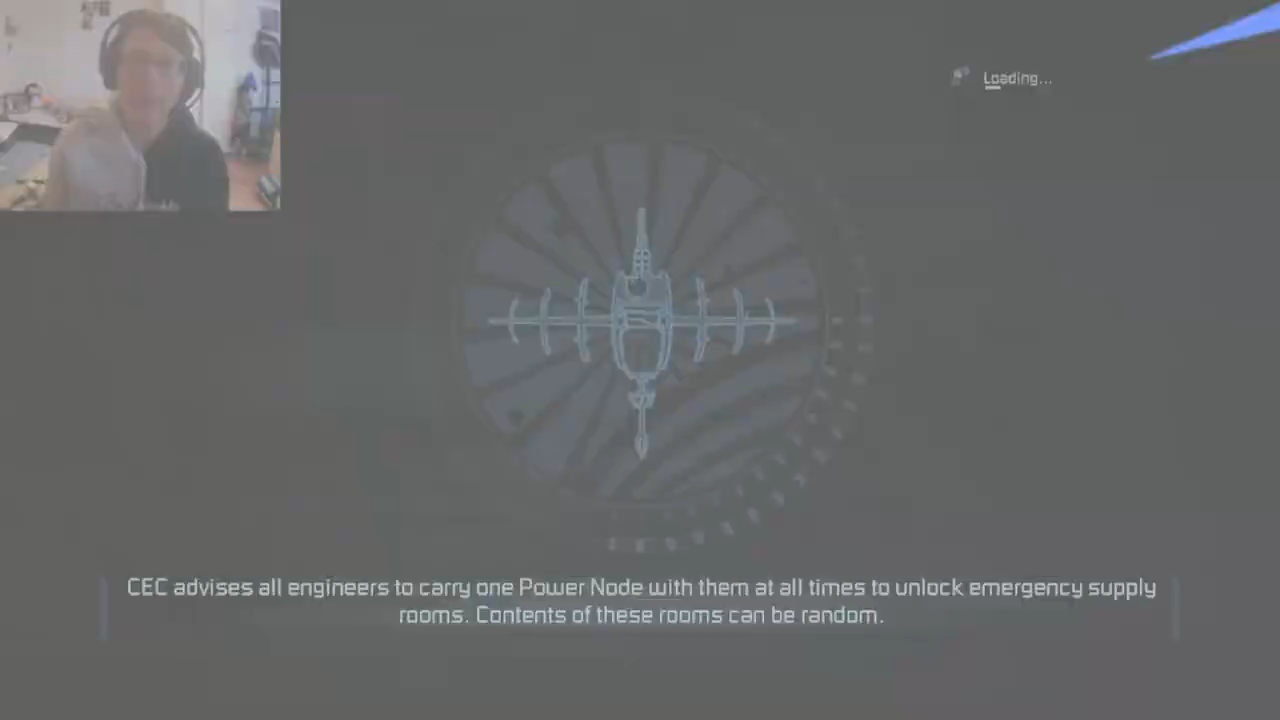 Loading...
CEC advises all engineers to carry one Power Node with them at all times to unlock emergency supply
rooms. Contents of these rooms can be random.